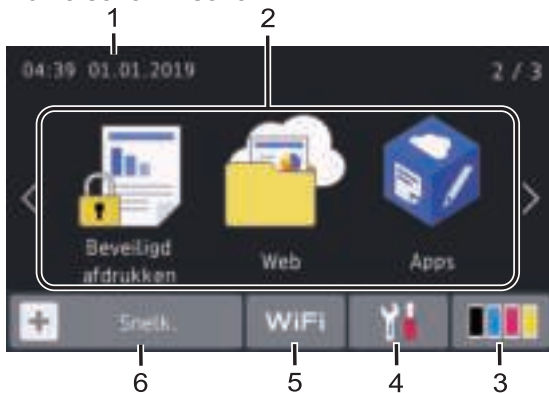 1
2
04:39 01.01.2019
2 / 3
Beveiligd
afdrukken
Web
Apps
Snelk.
WiFi
6
5
4
3